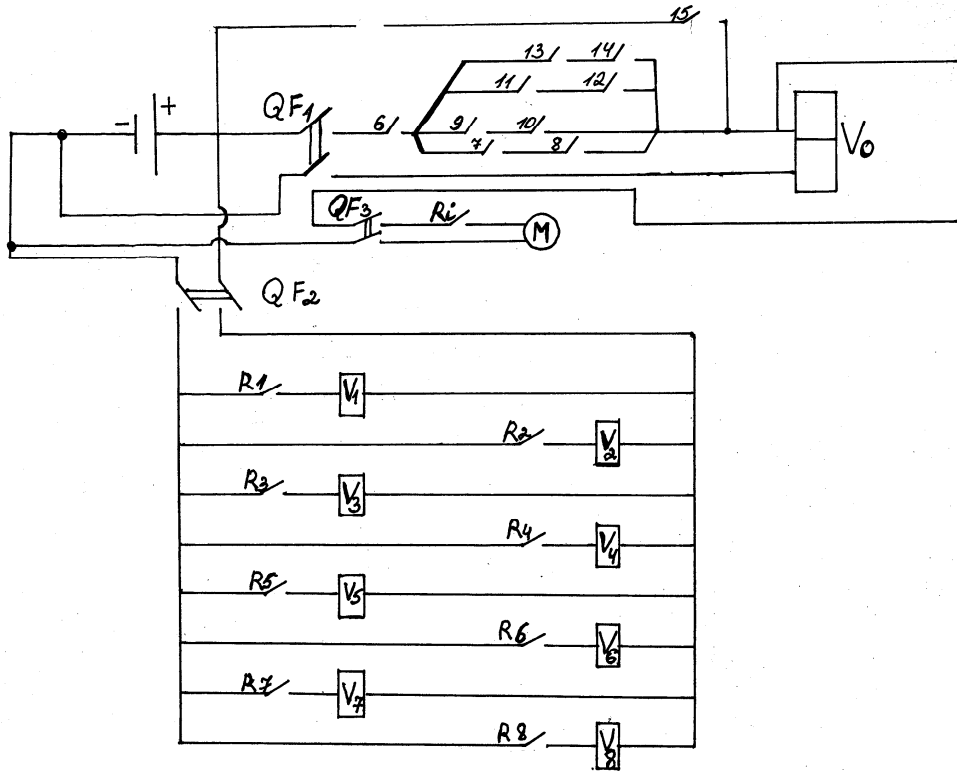 15
13 14
11 12
- + QF1 6 9 10 V0
7 8
QF3 Ri M
QF2
R1 V1
R2 V2
R3 V3
R4 V4
R5 V5
R6 V6
R7 V7
R8 V8